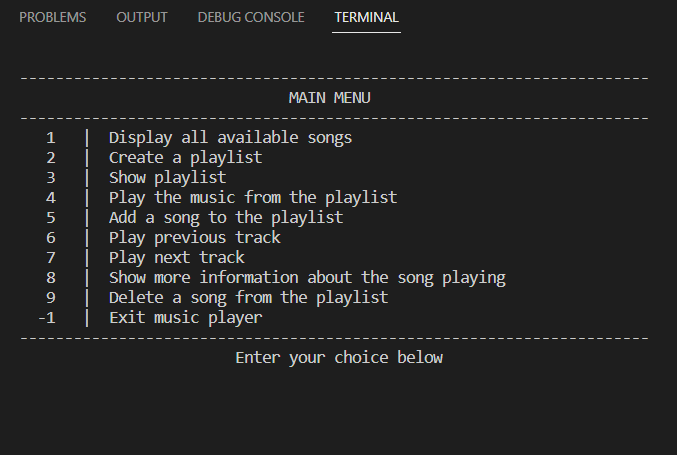 PROBLEMS OUTPUT DEBUG CONSOLE TERMINAL
----------------------------------------------------------------------
MAIN MENU
----------------------------------------------------------------------
1 | Display all available songs
2 | Create a playlist
3 | Show playlist
4 | Play the music from the playlist
5 | Add a song to the playlist
6 | Play previous track
7 | Play next track
8 | Show more information about the song playing
9 | Delete a song from the playlist
-1 | Exit music player
----------------------------------------------------------------------
Enter your choice below